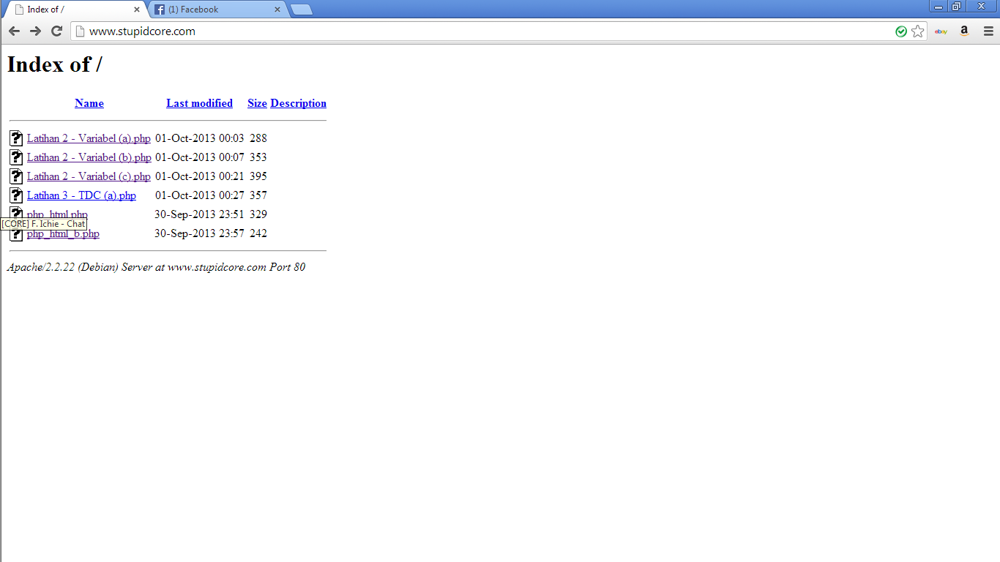 Index of /
(1) Facebook
www.stupidcore.com
ebay
a
Index of /
Name Last modified Size Description
Latihan 2 - Variabel (a).php 01-Oct-2013 00:03 288
Latihan 2 - Variabel (b).php 01-Oct-2013 00:07 353
Latihan 2 - Variabel (c).php 01-Oct-2013 00:21 395
Latihan 3 - TDC (a).php 01-Oct-2013 00:27 357
php_html.php 30-Sep-2013 23:51 329
[CORE] F. Ichie - Chat
php_html_b.php 30-Sep-2013 23:57 242
Apache/2.2.22 (Debian) Server at www.stupidcore.com Port 80